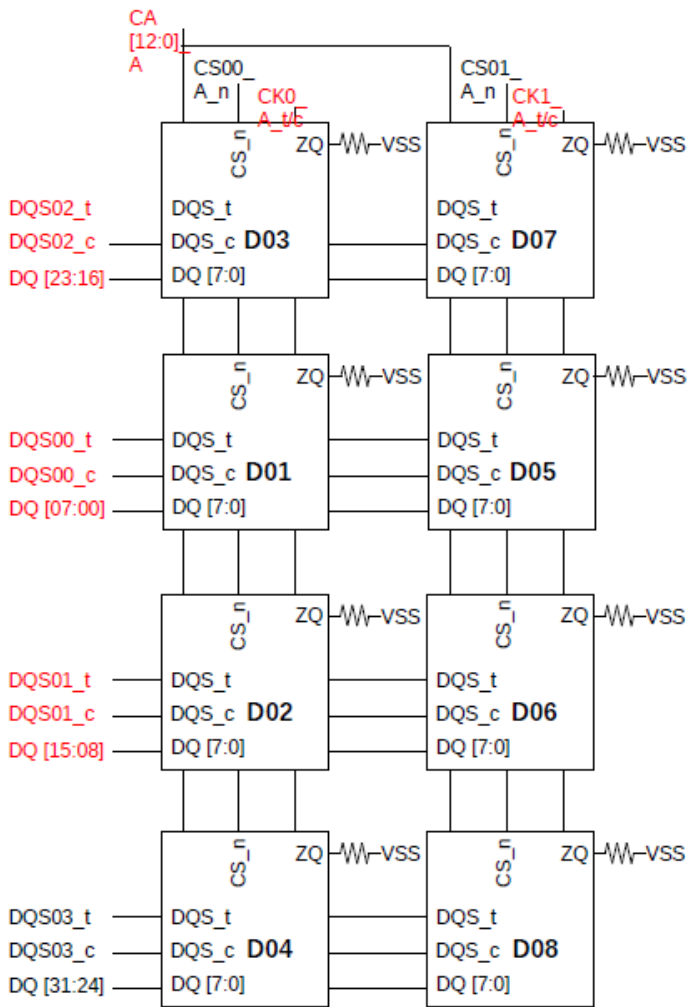 CA
[12:0]_
A
CS00_
A_n
CK0_
A_t/c
CS01_
A_n
CK1_
A_t/c
CS_n
ZQ
VSS
CS_n
ZQ
VSS
DQS02_t
DQS_t
DQS_t
DQS02_c
DQS_c D03
DQS_c D07
DQ [23:16]
DQ [7:0]
DQ [7:0]
CS_n
ZQ
VSS
CS_n
ZQ
VSS
DQS00_t
DQS_t
DQS_t
DQS00_c
DQS_c D01
DQS_c D05
DQ [07:00]
DQ [7:0]
DQ [7:0]
CS_n
ZQ
VSS
CS_n
ZQ
VSS
DQS01_t
DQS_t
DQS_t
DQS01_c
DQS_c D02
DQS_c D06
DQ [15:08]
DQ [7:0]
DQ [7:0]
CS_n
ZQ
VSS
CS_n
ZQ
VSS
DQS03_t
DQS_t
DQS_t
DQS03_c
DQS_c D04
DQS_c D08
DQ [31:24]
DQ [7:0]
DQ [7:0]